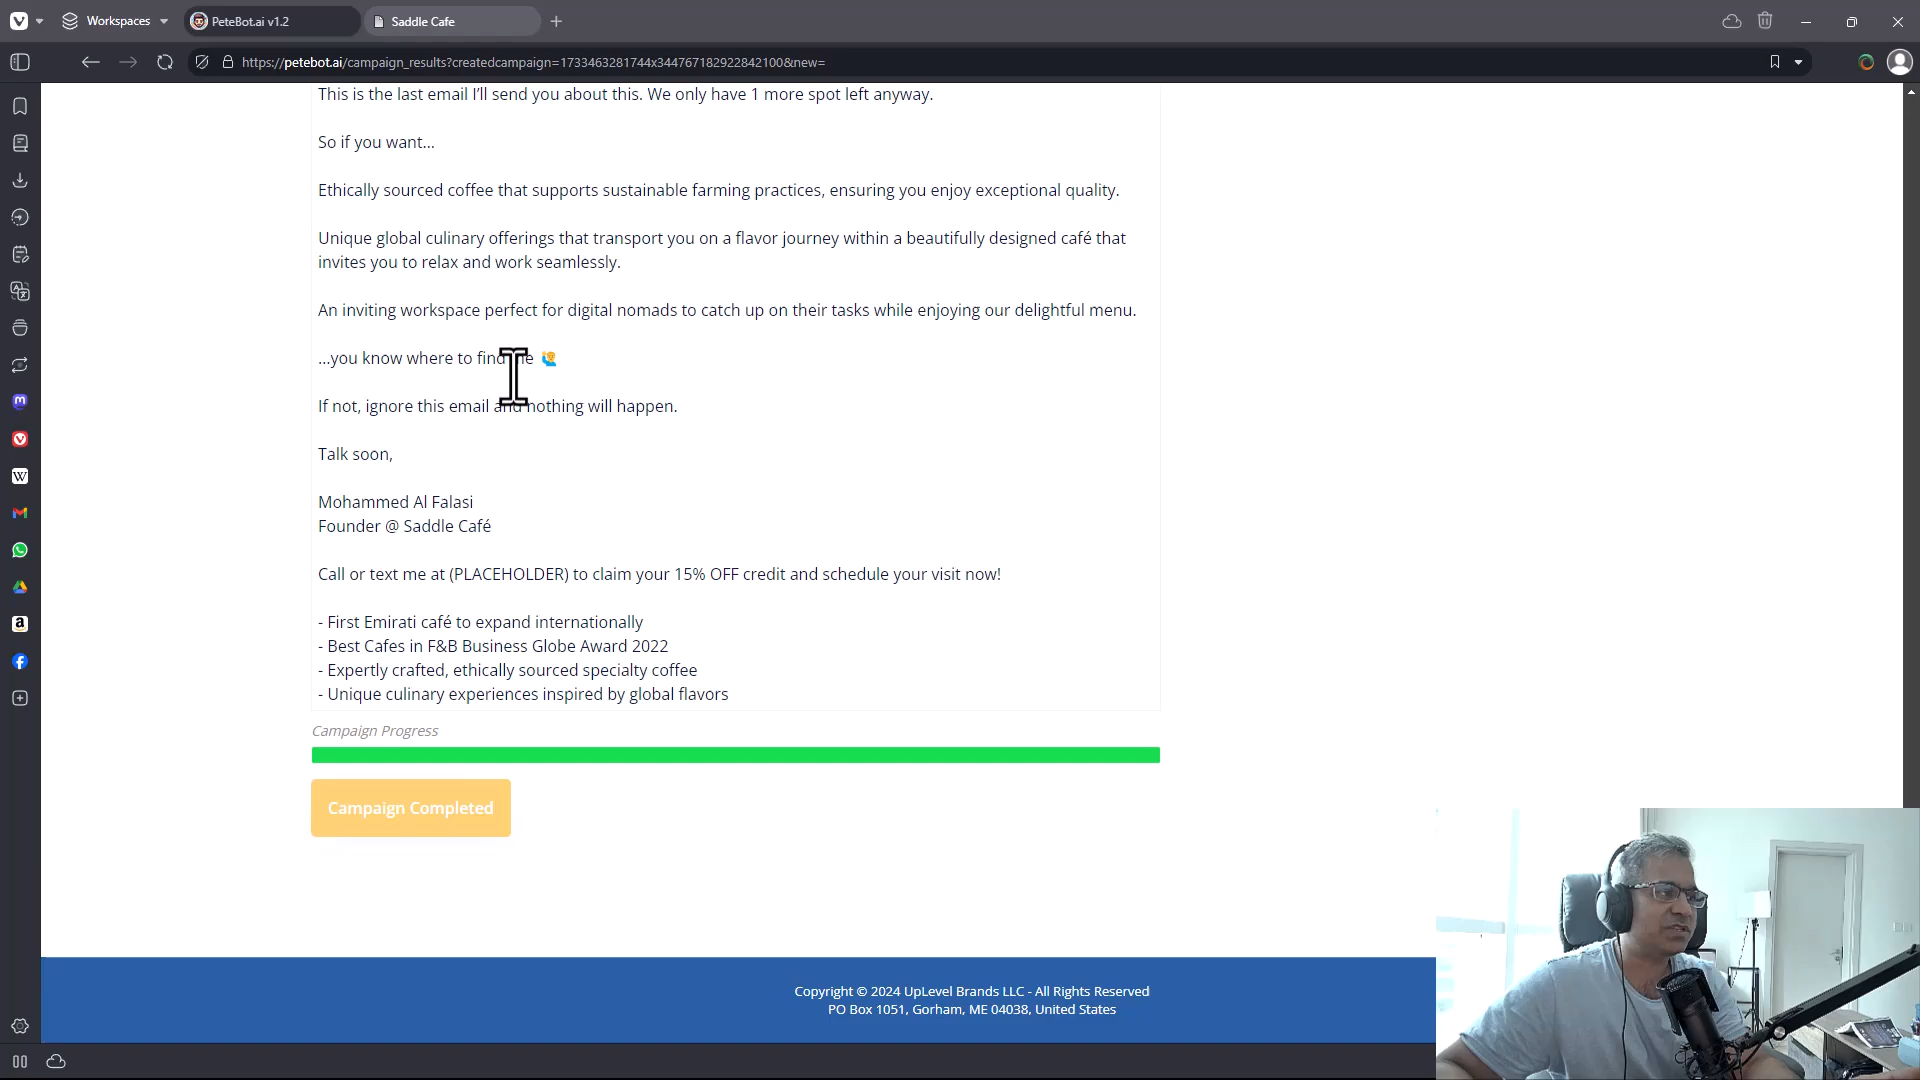 Workspaces
PeteBot.ai v1.2
Saddle Cafe
https://petebot.ai/campaign_results?createdcampaign=1733463281744x344767182922842100&new=
This is the last email I'll send you about this. We only have 1 more spot left anyway.
So if you want...
Ethically sourced coffee that supports sustainable farming practices, ensuring you enjoy exceptional quality.
Unique global culinary offerings that transport you on a flavor journey within a beautifully designed café that
invites you to relax and work seamlessly.
An inviting workspace perfect for digital nomads to catch up on their tasks while enjoying our delightful menu.
...you know where to find me 🙋
If not, ignore this email and nothing will happen.
Talk soon,
Mohammed Al Falasi
Founder @ Saddle Café
Call or text me at (PLACEHOLDER) to claim your 15% OFF credit and schedule your visit now!
- First Emirati café to expand internationally
- Best Cafes in F&B Business Globe Award 2022
- Expertly crafted, ethically sourced specialty coffee
- Unique culinary experiences inspired by global flavors
Campaign Progress
Campaign Completed
Copyright © 2024 UpLevel Brands LLC - All Rights Reserved
PO Box 1051, Gorham, ME 04038, United States